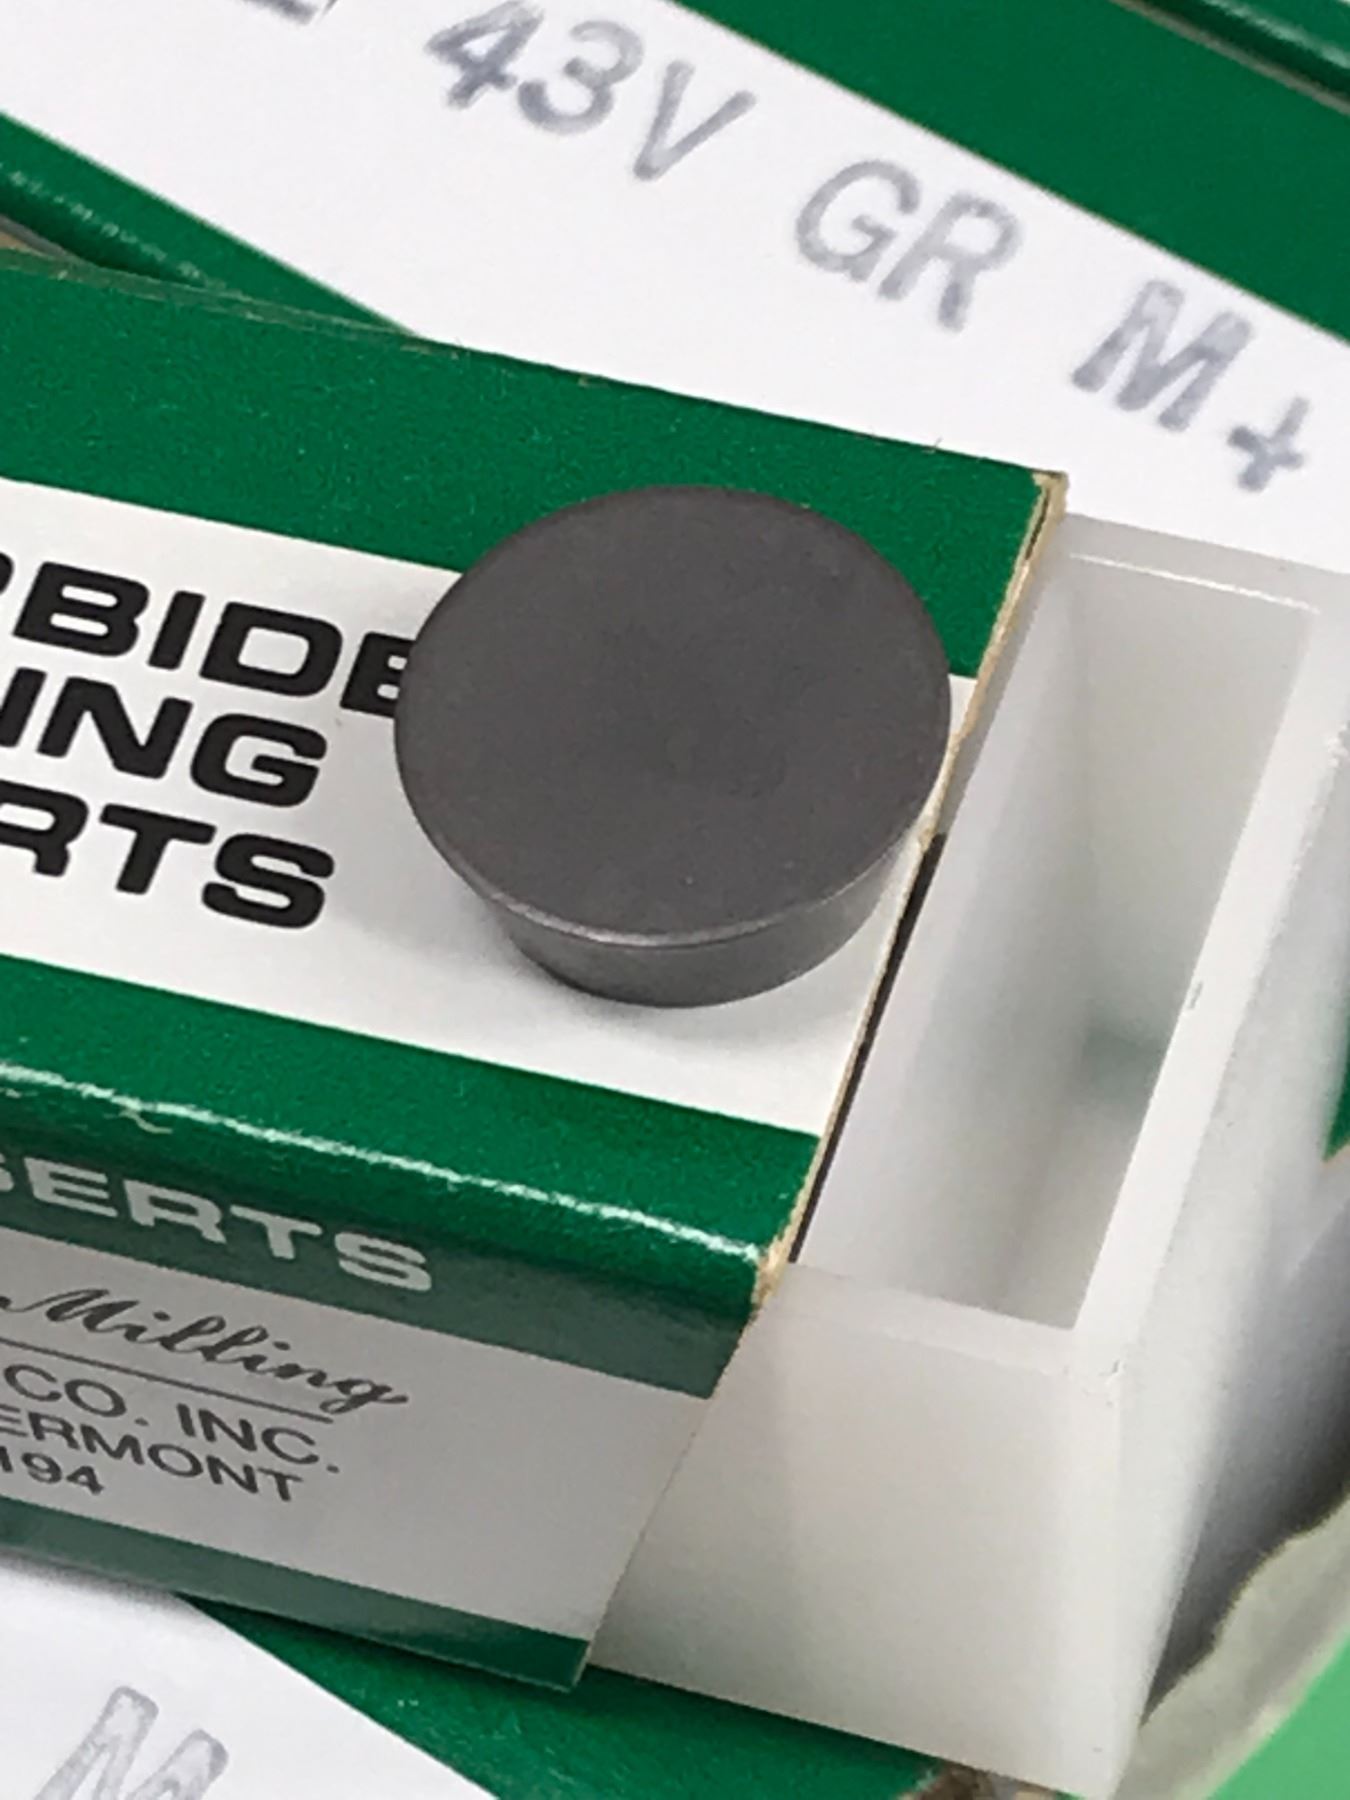 43V GR M+
RBIDE
ING
RTS
SERTS
Milling
CO. INC.
ERMONT
194
M